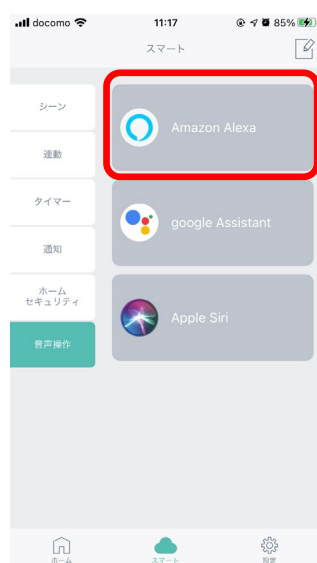 docomo 11:17 85%
スマート
シーン
Amazon Alexa
連動
タイマー
google Assistant
通知
ホーム
セキュリティ
Apple Siri
音声操作
ホーム スマート 設定